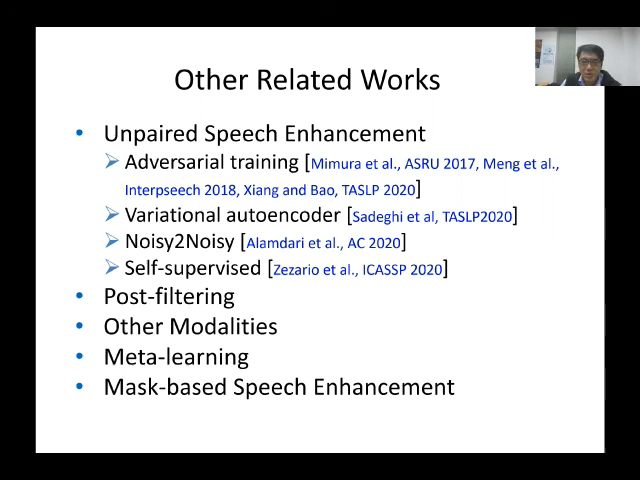 Other Related Works
• Unpaired Speech Enhancement
➢ Adversarial training [Mimura et al., ASRU 2017, Meng et al.,
Interpseech 2018, Xiang and Bao, TASLP 2020]
➢ Variational autoencoder [Sadeghi et al, TASLP2020]
➢ Noisy2Noisy [Alamdari et al., AC 2020]
➢ Self-supervised [Zezario et al., ICASSP 2020]
• Post-filtering
• Other Modalities
• Meta-learning
• Mask-based Speech Enhancement